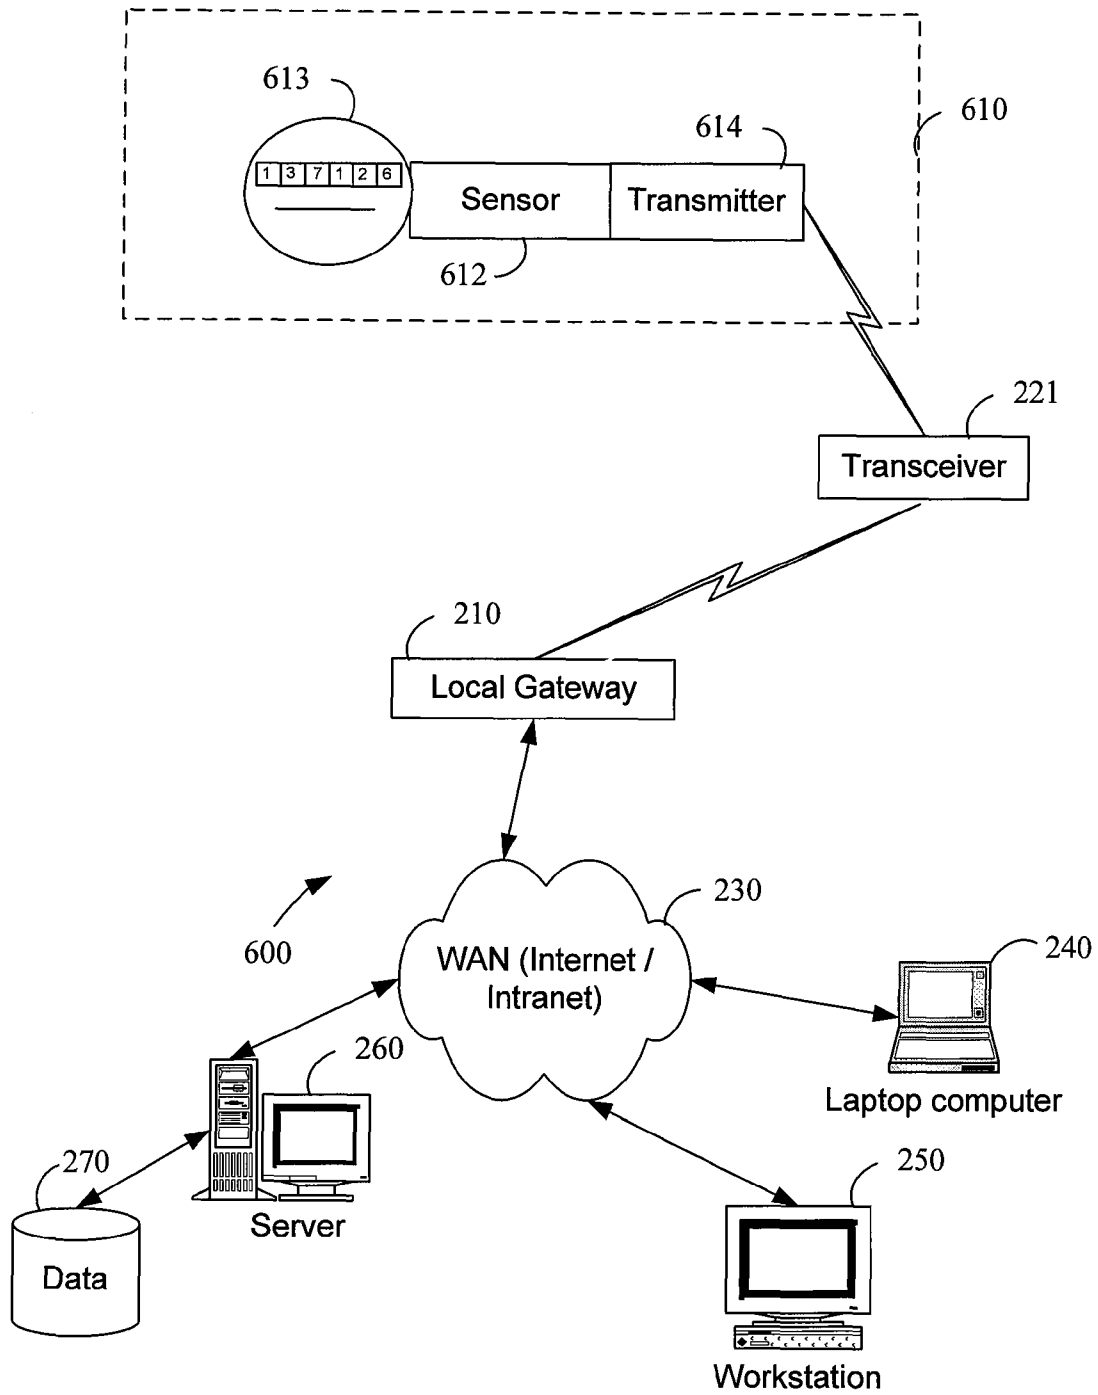 613
610
614
1 3 7 1 2 6
Sensor
Transmitter
612
221
Transceiver
210
Local Gateway
230
600
WAN (Internet /
Intranet)
240
260
Laptop computer
270
250
Server
Data
Workstation